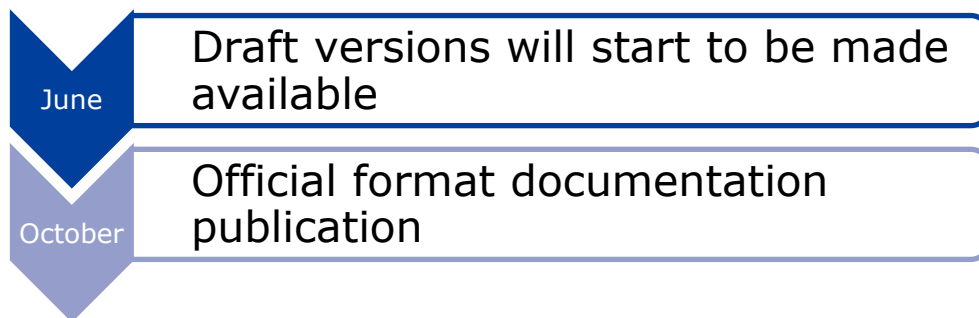 June
Draft versions will start to be made
available
October
Official format documentation
publication